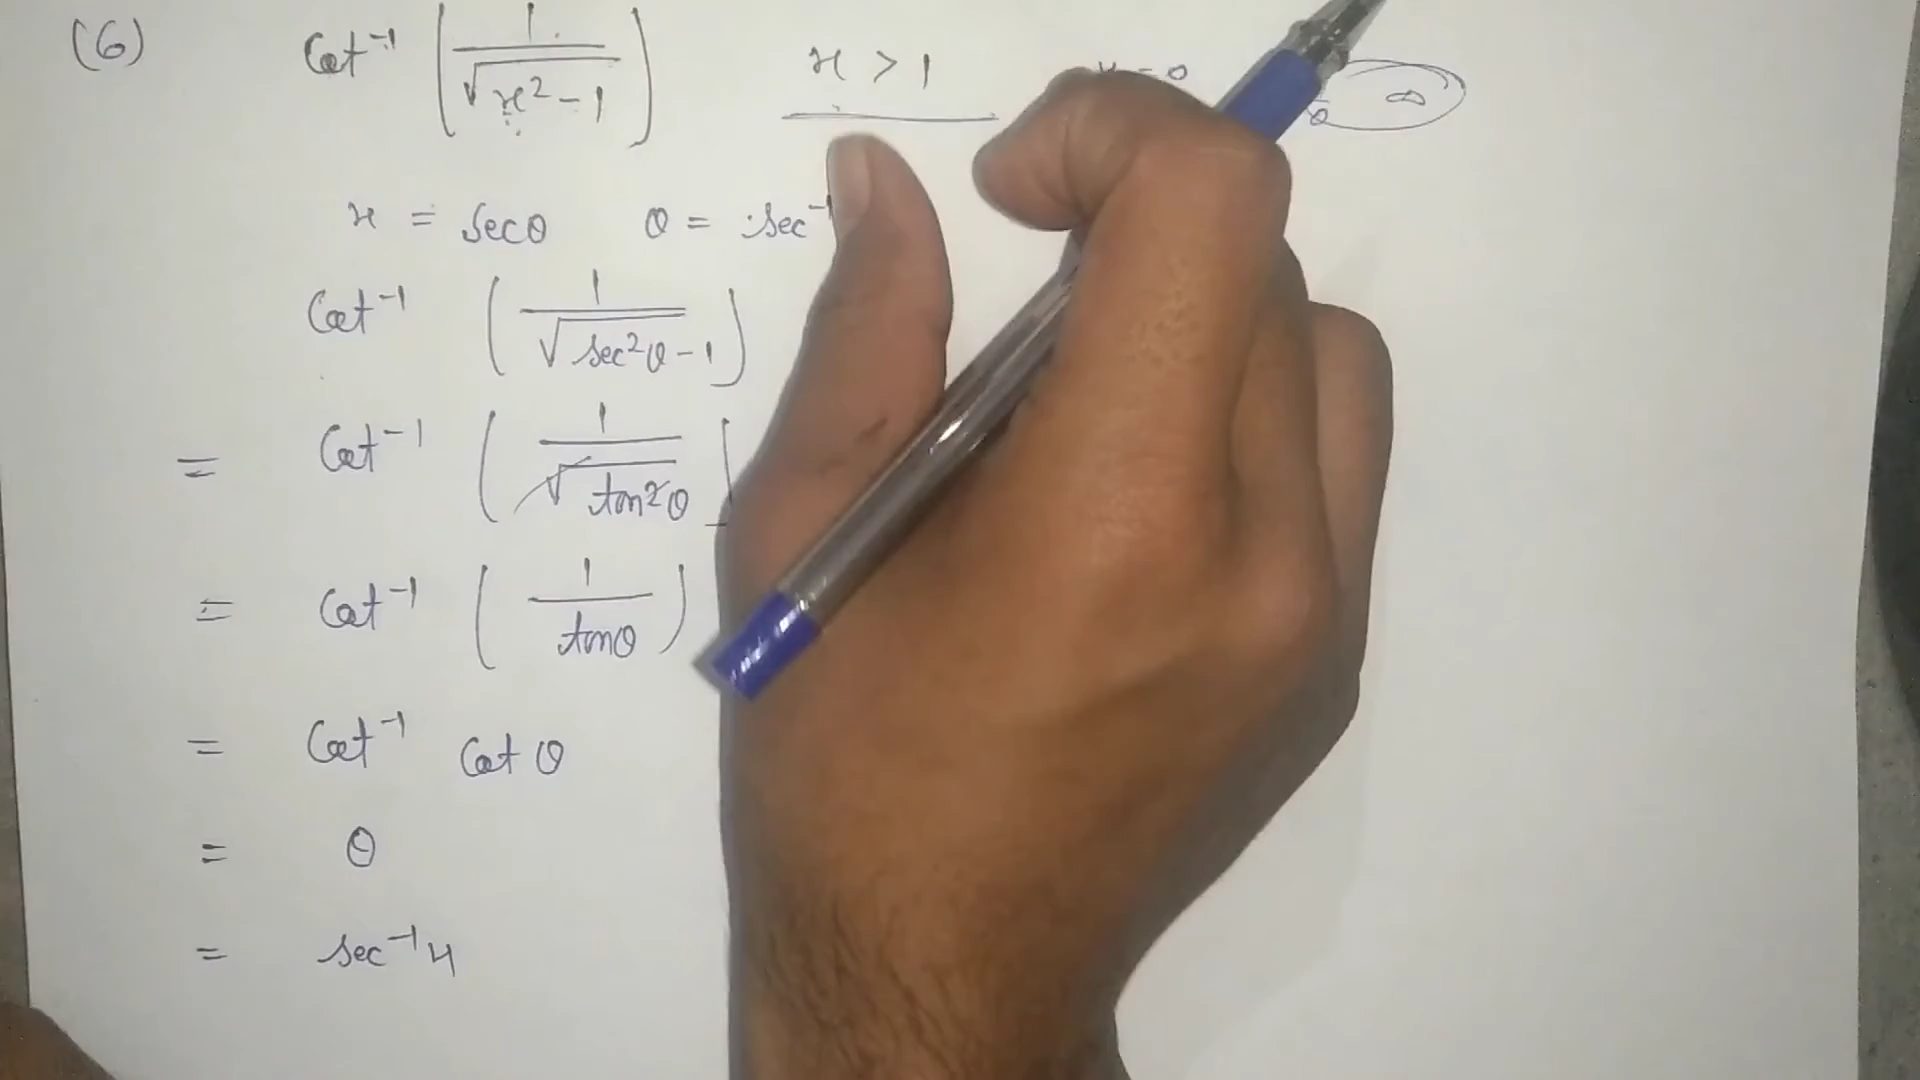 (6) Cot⁻¹ (1/√(x² - 1)) x > 1
x = secθ θ = sec⁻¹
Cot⁻¹ (1/√(sec²θ - 1))
= Cot⁻¹ (1/√(tan²θ))
= Cot⁻¹ (1/tanθ)
= Cot⁻¹ Cot θ
= θ
= sec⁻¹x